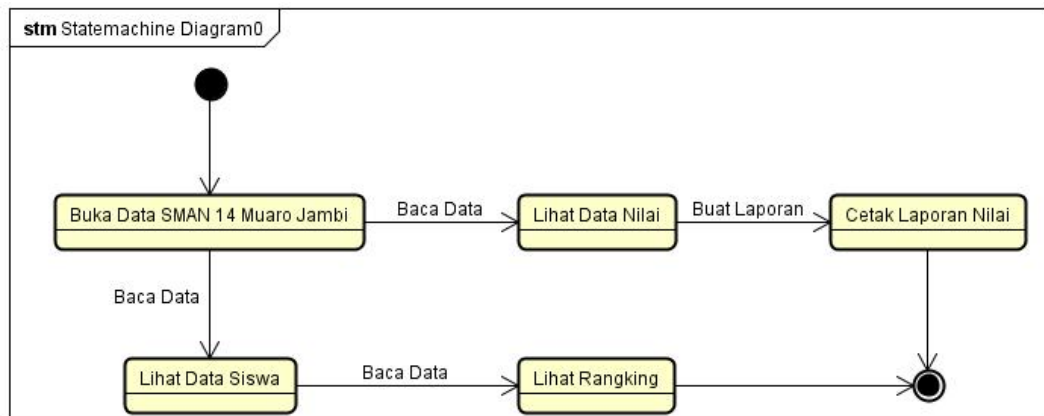 stm Statemachine Diagram0
Buka Data SMAN 14 Muaro Jambi
Baca Data
Lihat Data Nilai
Buat Laporan
Cetak Laporan Nilai
Baca Data
Lihat Data Siswa
Baca Data
Lihat Rangking